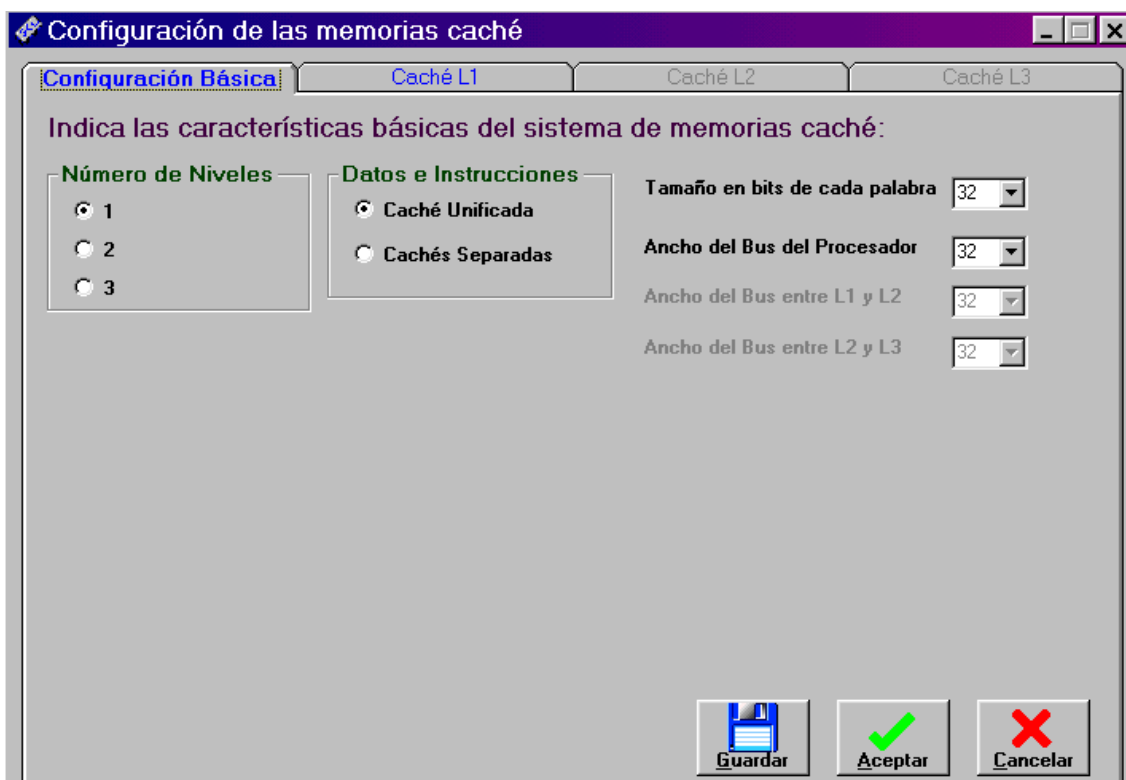 Configuración de las memorias caché
Configuración Básica
Caché L1
Caché L2
Caché L3
Indica las características básicas del sistema de memorias caché:
Número de Niveles
1
2
3
Datos e Instrucciones
Caché Unificada
Cachés Separadas
Tamaño en bits de cada palabra 32
Ancho del Bus del Procesador 32
Ancho del Bus entre L1 y L2 32
Ancho del Bus entre L2 y L3 32
Guardar
Aceptar
Cancelar